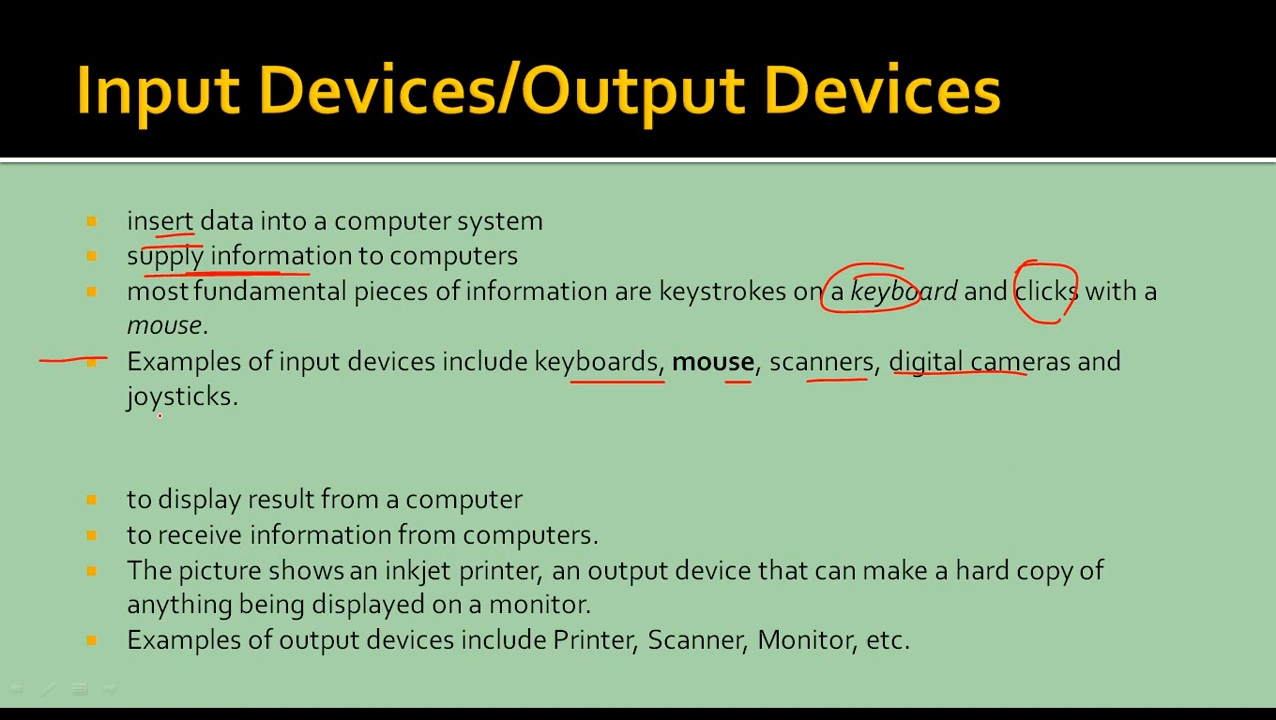 Input Devices/Output Devices
insert data into a computer system
supply information to computers
most fundamental pieces of information are keystrokes on a keyboard and clicks with a
mouse.
Examples of input devices include keyboards, mouse, scanners, digital cameras and
joysticks.
to display result from a computer
to receive information from computers.
The picture shows an inkjet printer, an output device that can make a hard copy of
anything being displayed on a monitor.
Examples of output devices include Printer, Scanner, Monitor, etc.